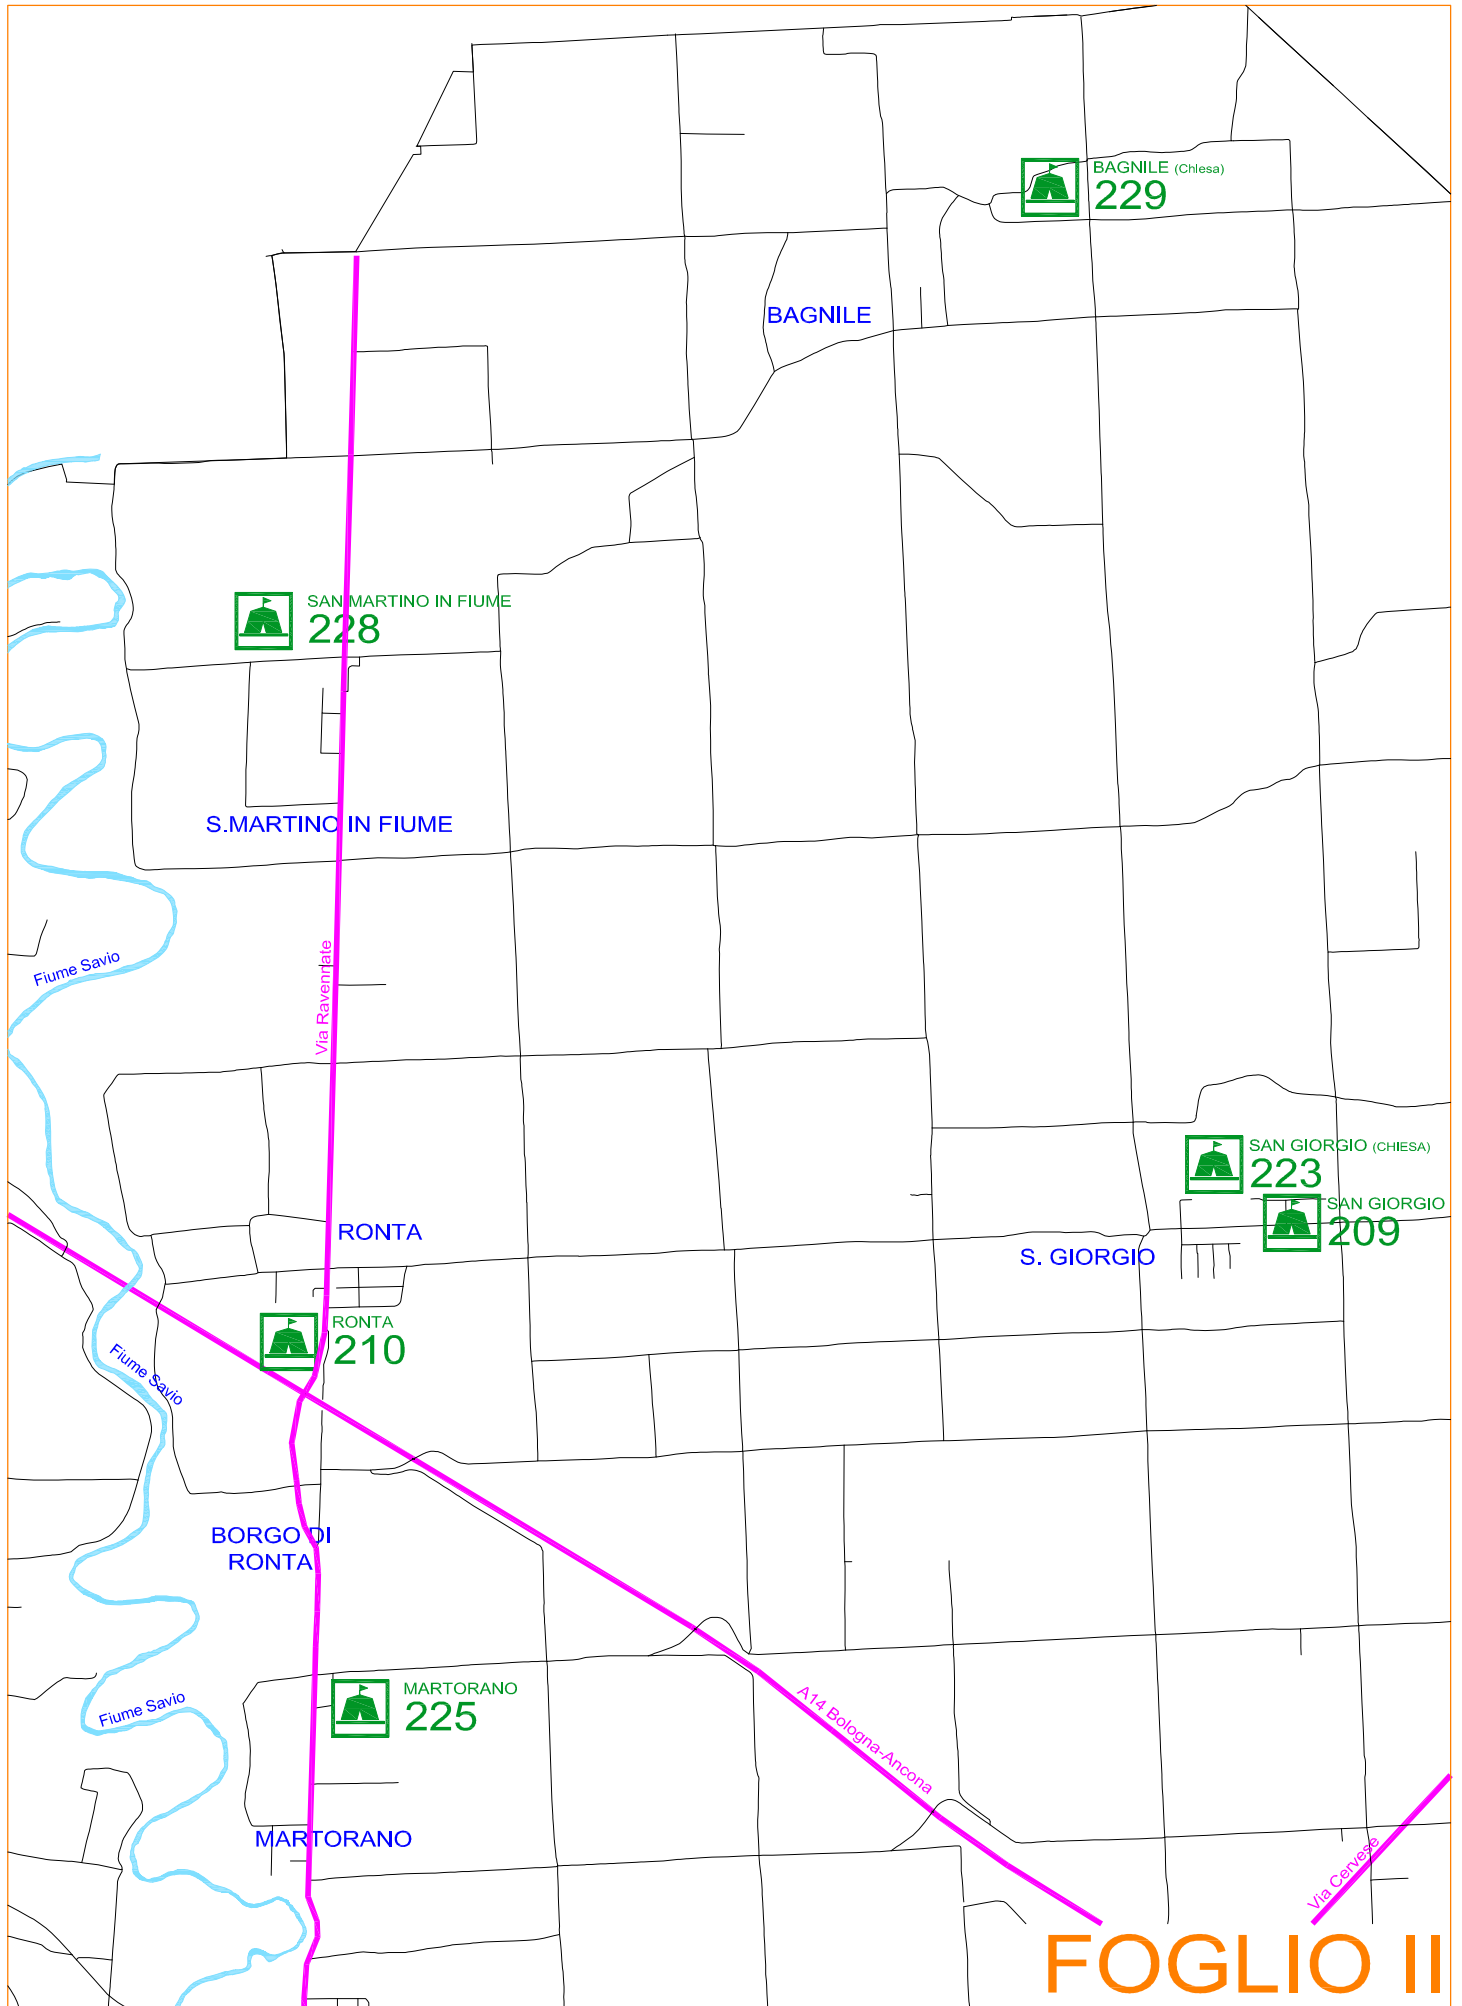 BAGNILE (Chiesa)
229
BAGNILE
SAN MARTINO IN FIUME
228
S.MARTINO IN FIUME
Fiume Savio
Via Ravennate
SAN GIORGIO (CHIESA)
223
SAN GIORGIO
209
RONTA
S. GIORGIO
RONTA
210
Fiume Savio
BORGO DI
RONTA
MARTORANO
225
Fiume Savio
A14 Bologna-Ancona
MARTORANO
Via Cervese
FOGLIO II